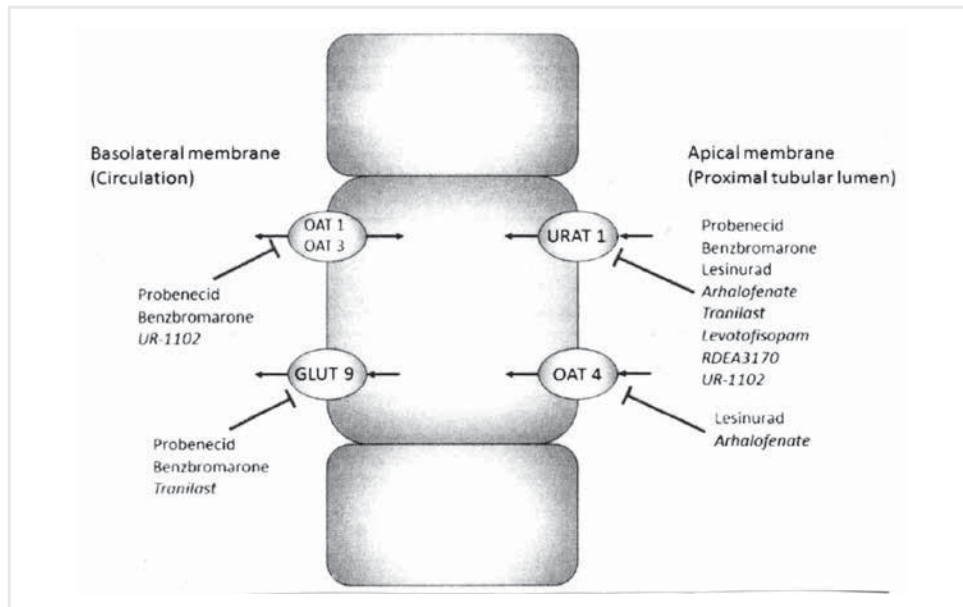 Basolateral membrane
(Circulation)
Apical membrane
(Proximal tubular lumen)
OAT 1
OAT 3
URAT 1
Probenecid
Benzbromarone
UR-1102
Probenecid
Benzbromarone
Lesinurad
Arhalofenate
Tranilast
Levotofisopam
RDEA3170
UR-1102
GLUT 9
OAT 4
Probenecid
Benzbromarone
Tranilast
Lesinurad
Arhalofenate